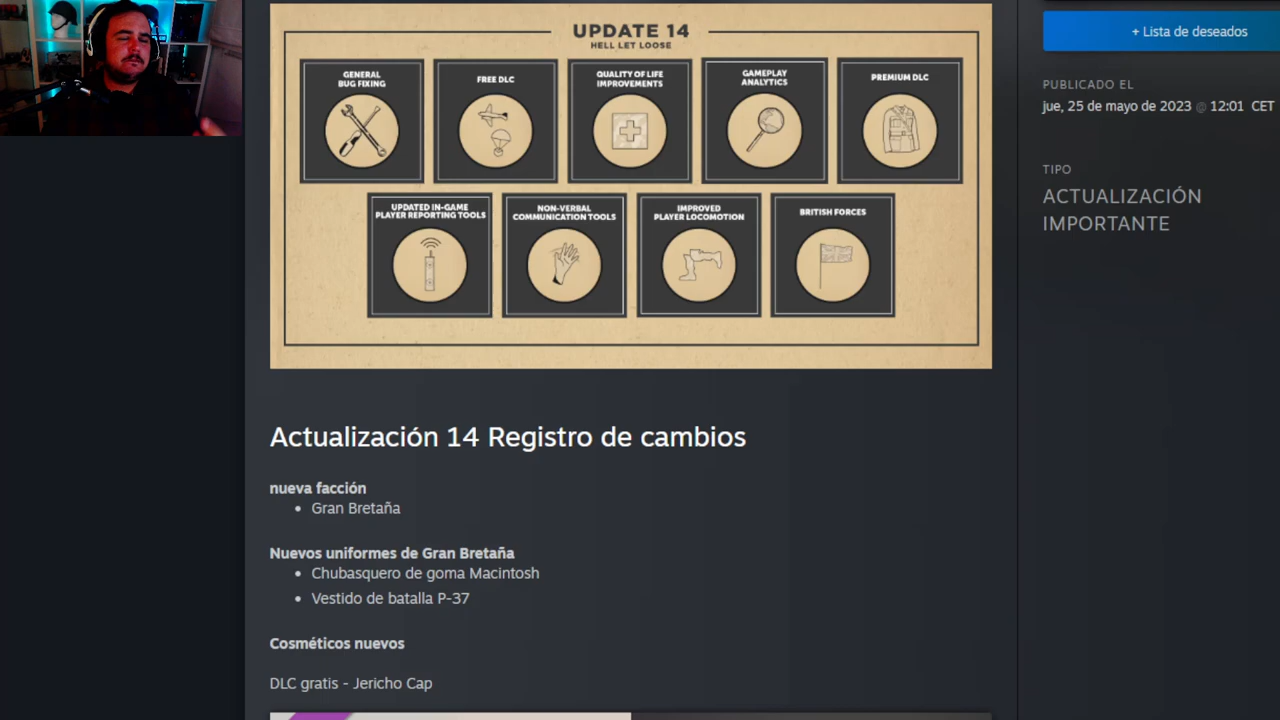 UPDATE 14
HELL LET LOOSE
GENERAL
BUG FIXING
FREE DLC
QUALITY OF LIFE
IMPROVEMENTS
GAMEPLAY
ANALYTICS
PREMIUM DLC
UPDATED IN-GAME
PLAYER REPORTING TOOLS
NON-VERBAL
COMMUNICATION TOOLS
IMPROVED
PLAYER LOCOMOTION
BRITISH FORCES
Actualización 14 Registro de cambios
nueva facción
• Gran Bretaña
Nuevos uniformes de Gran Bretaña
• Chubasquero de goma Macintosh
• Vestido de batalla P-37
Cosméticos nuevos
DLC gratis - Jericho Cap
+ Lista de deseados
PUBLICADO EL
jue, 25 de mayo de 2023 @ 12:01 CET
TIPO
ACTUALIZACIÓN
IMPORTANTE